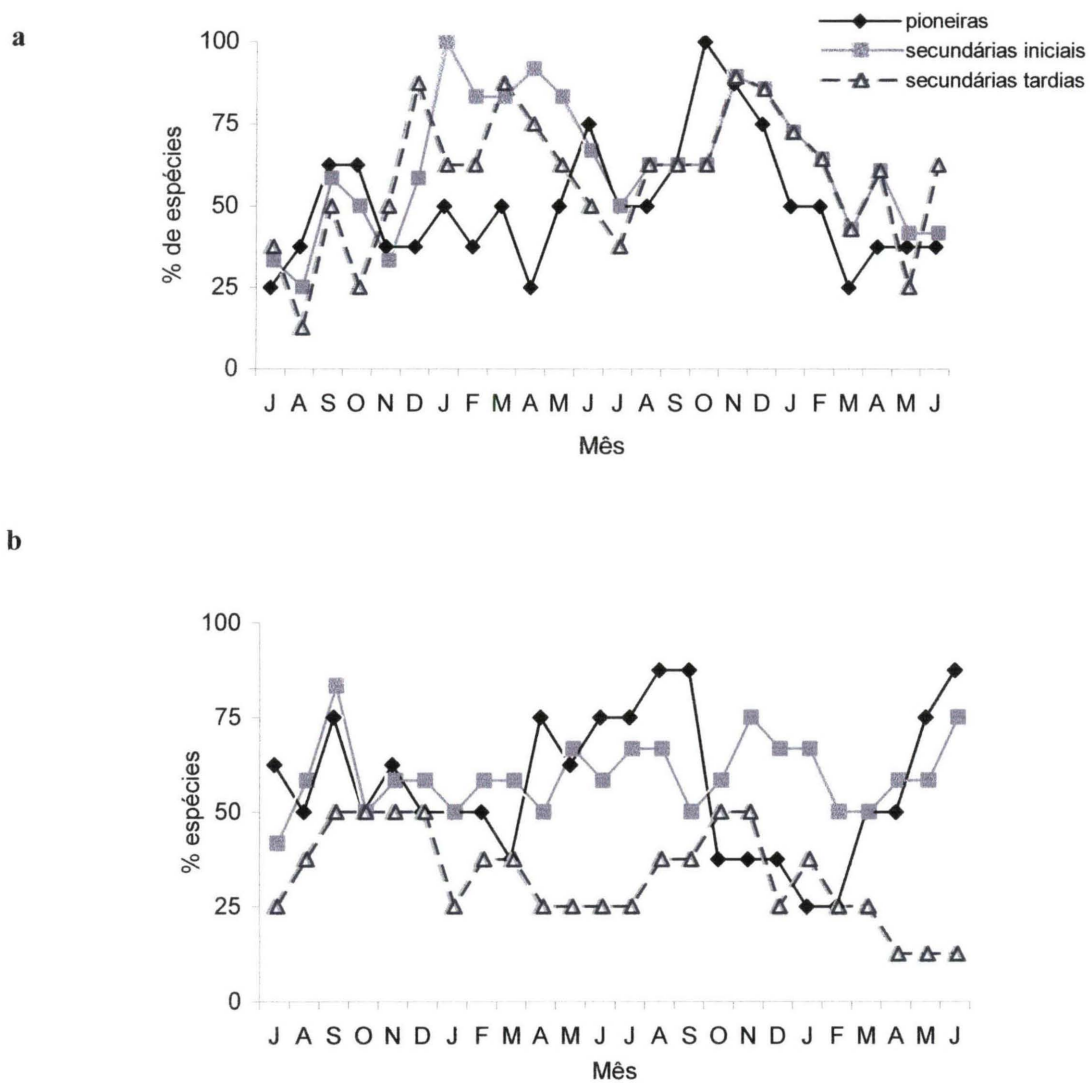 a
pioneiras
secundárias iniciais
secundárias tardias
100
75
50
25
0
% de espécies
J A S O N D J F M A M J J A S O N D J F M A M J
Mês
b
100
75
50
25
0
% espécies
J A S O N D J F M A M J J A S O N D J F M A M J
Mês